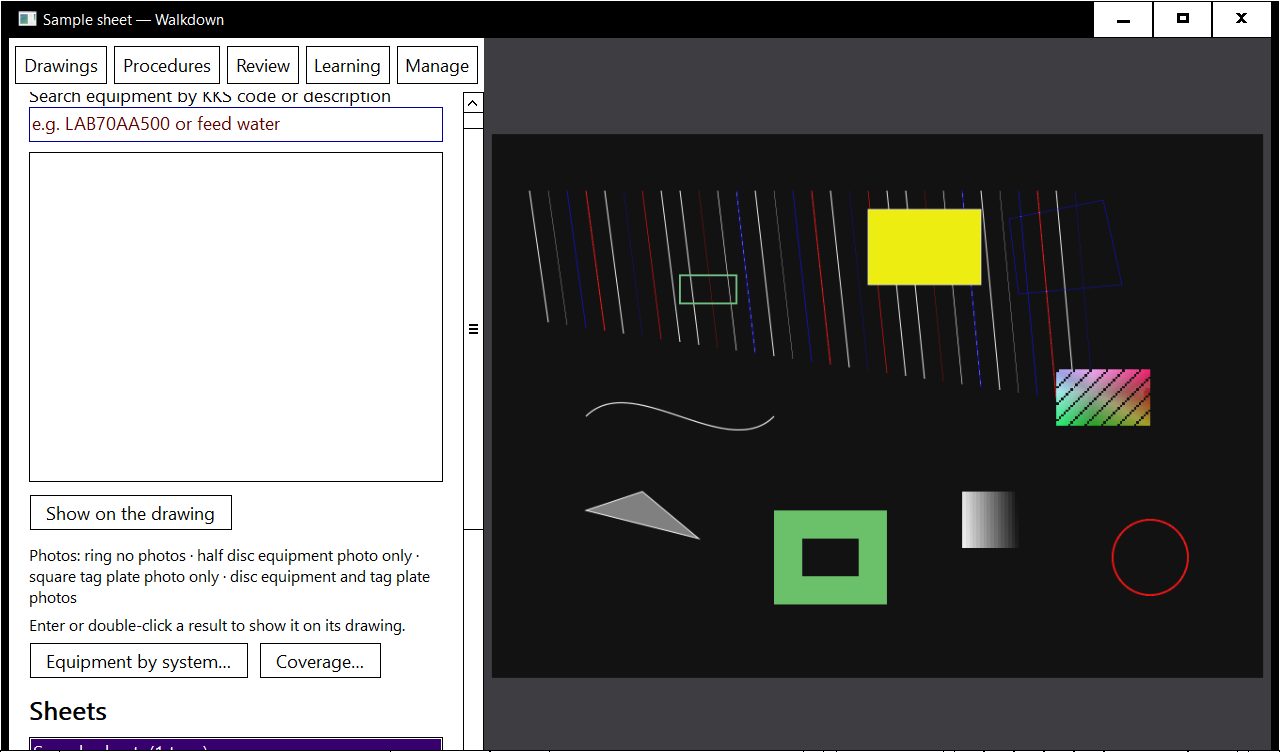 Sample sheet — Walkdown
Drawings Procedures Review Learning Manage
Search equipment by KKS code or description
e.g. LAB70AA500 or feed water
Show on the drawing
Photos: ring no photos · half disc equipment photo only ·
square tag plate photo only · disc equipment and tag plate
photos
Enter or double-click a result to show it on its drawing.
Equipment by system... Coverage...
Sheets